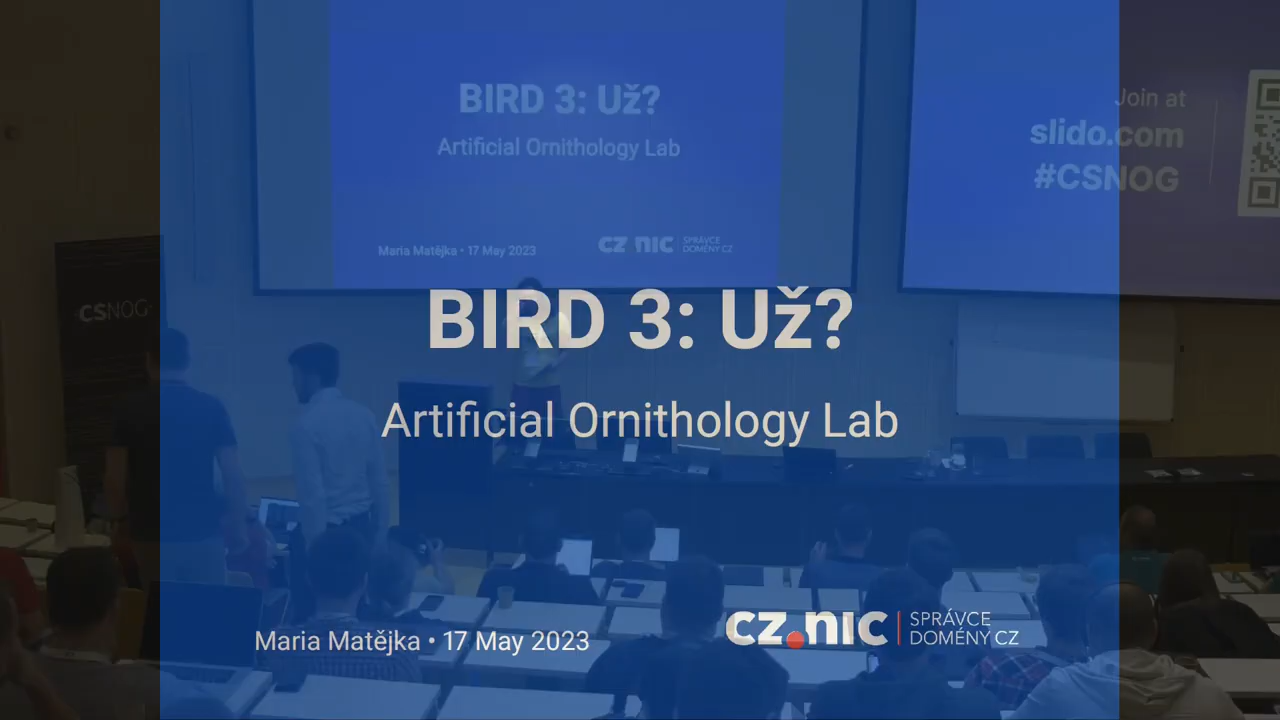 BIRD 3: Už?
Artificial Ornithology Lab
Maria Matějka • 17 May 2023
CZ.NIC
SPRÁVCE
DOMÉNY CZ
Join at
slido.com
#CSNOG
CSNOG
BIRD 3: Už?
Artificial Ornithology Lab
Maria Matějka • 17 May 2023
CZ.NIC
SPRÁVCE
DOMÉNY CZ